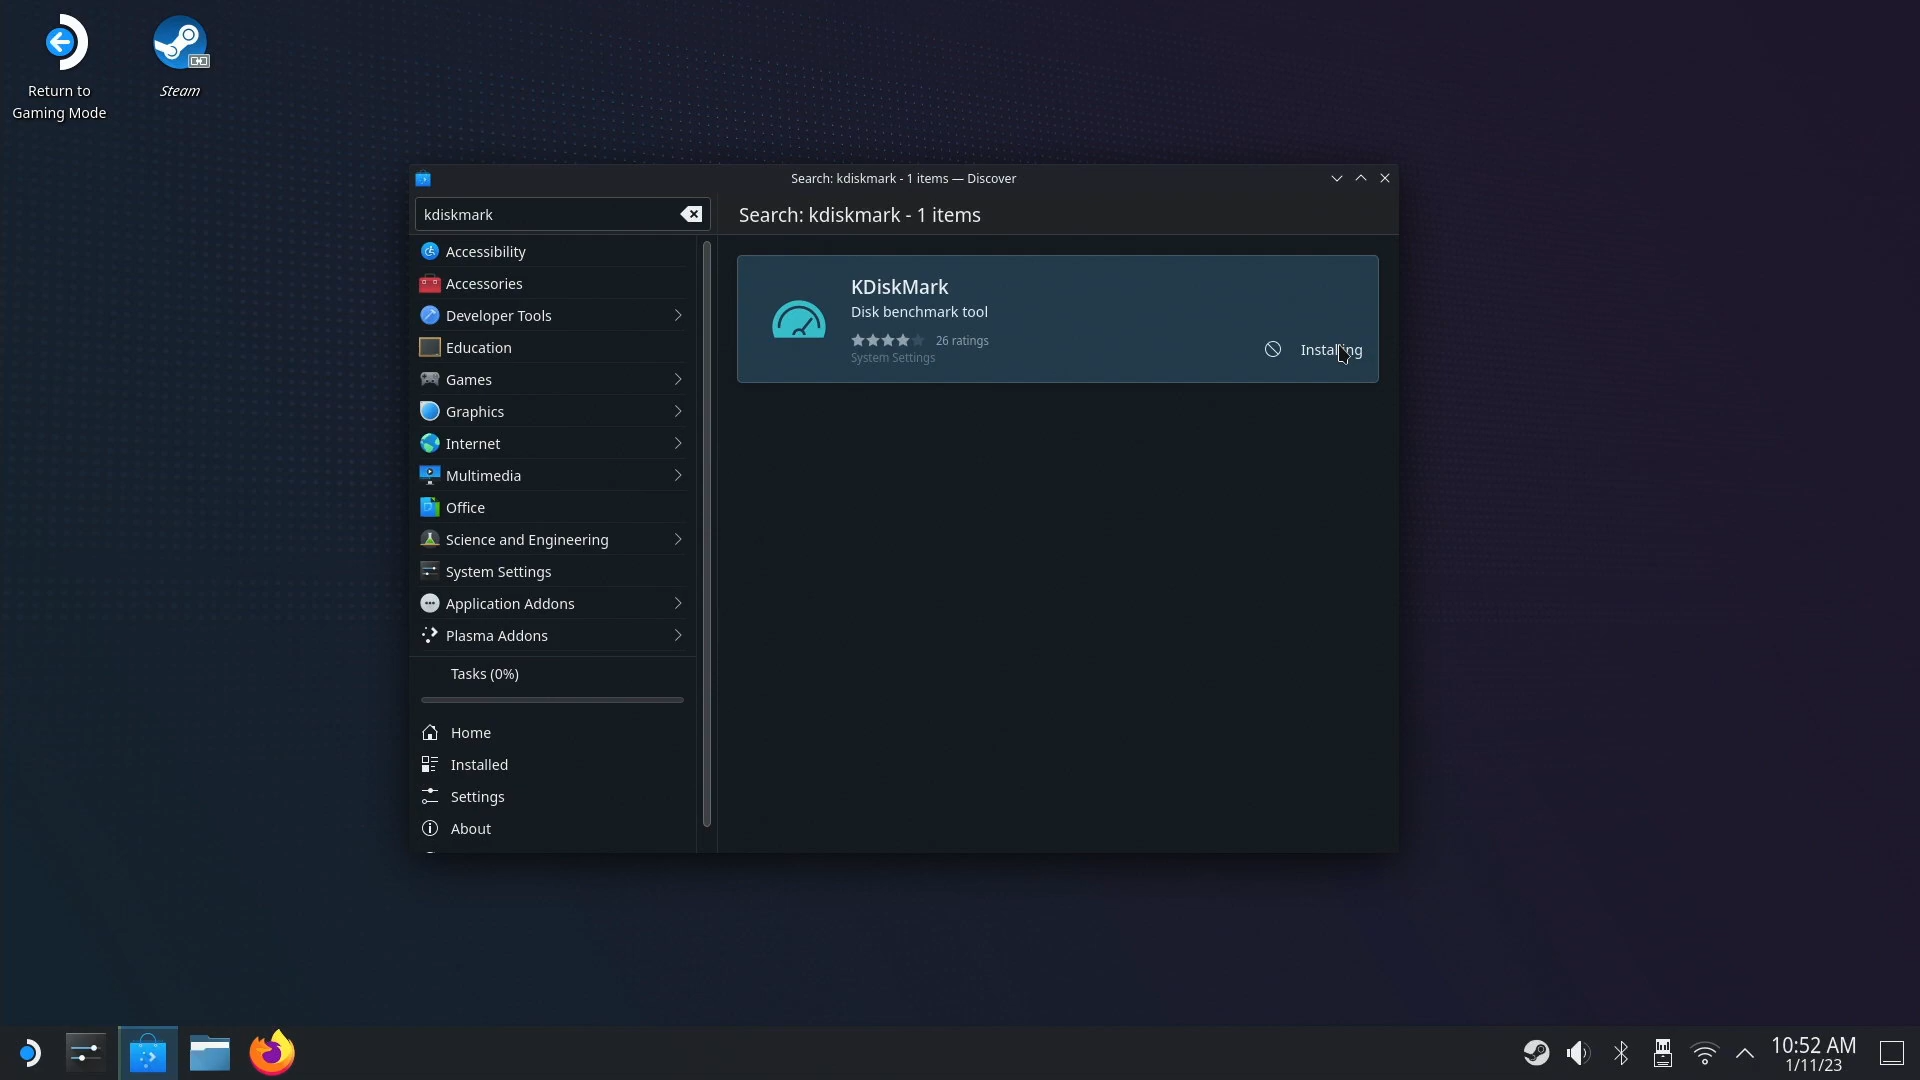 Return to
Gaming Mode
Steam
Search: kdiskmark - 1 items — Discover
kdiskmark
Search: kdiskmark - 1 items
Accessibility
Accessories
Developer Tools
Education
Games
Graphics
Internet
Multimedia
Office
Science and Engineering
System Settings
Application Addons
Plasma Addons
Tasks (0%)
Home
Installed
Settings
About
KDiskMark
Disk benchmark tool
26 ratings
System Settings
Installing
10:52 AM
1/11/23